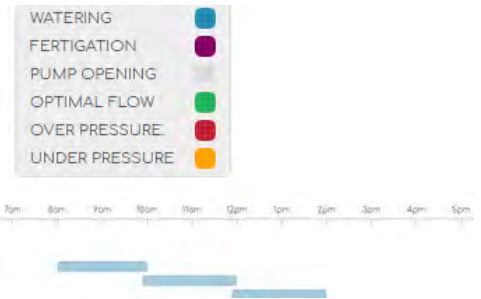 WATERING
FERTIGATION
PUMP OPENING
OPTIMAL FLOW
OVER PRESSURE.
UNDER PRESSURE
7am 8am 9am 10am 11am 12pm 1pm 2pm 3pm 4pm 5pm